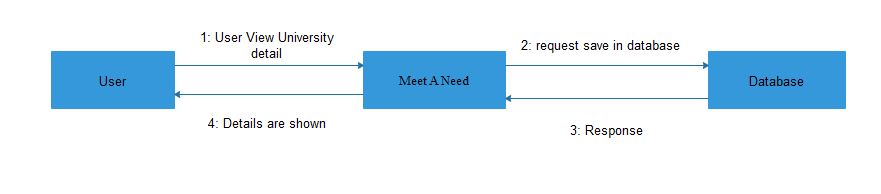 1: User View University
detail
2: request save in database
User
Meet A Need
Database
4: Details are shown
3: Response